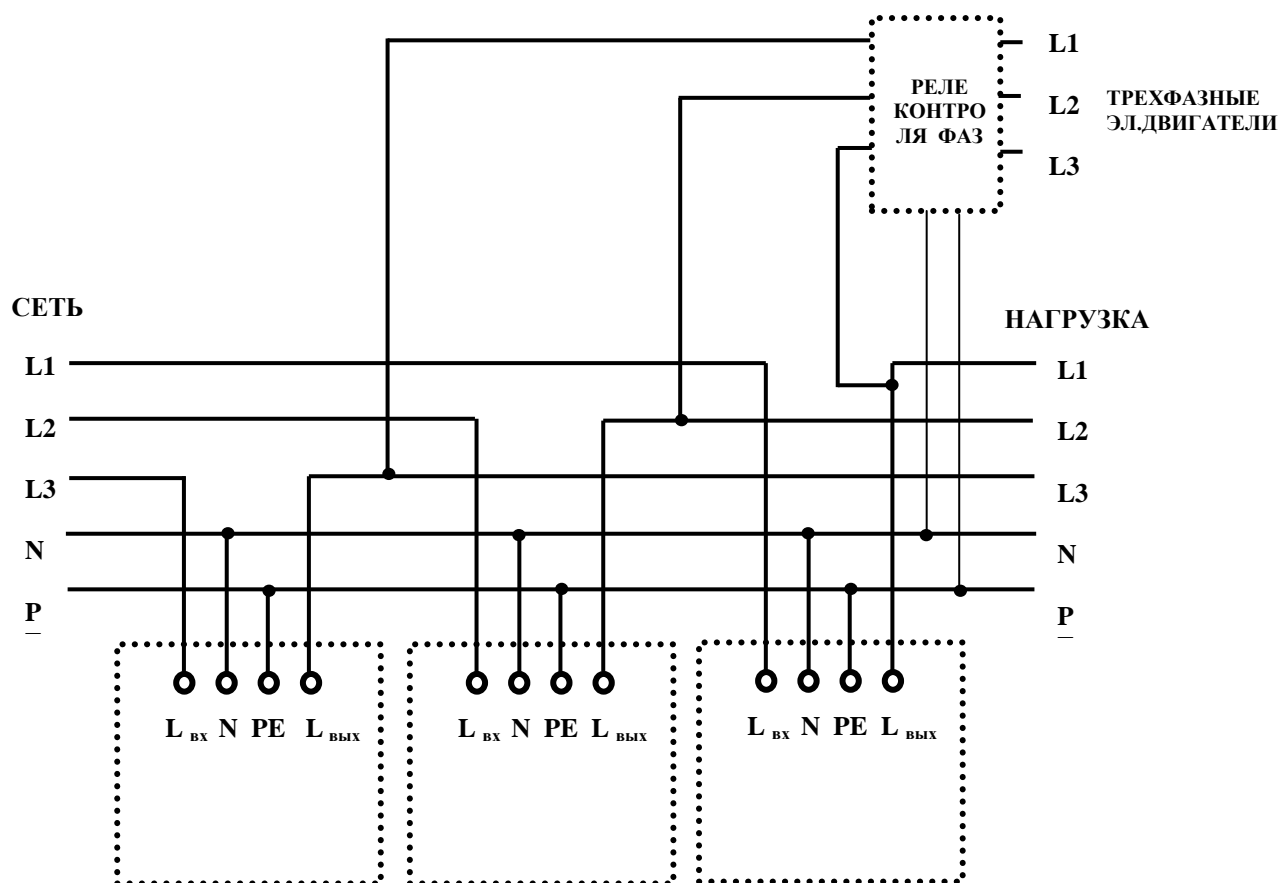 L1
РЕЛЕ
КОНТРО
ЛЯ ФАЗ
L2
ТРЕХФАЗНЫЕ
ЭЛ.ДВИГАТЕЛИ
L3
СЕТЬ
НАГРУЗКА
L1
L1
L2
L2
L3
L3
N
N
P
P
L вх N PE L вых
L вх N PE L вых
L вх N PE L вых